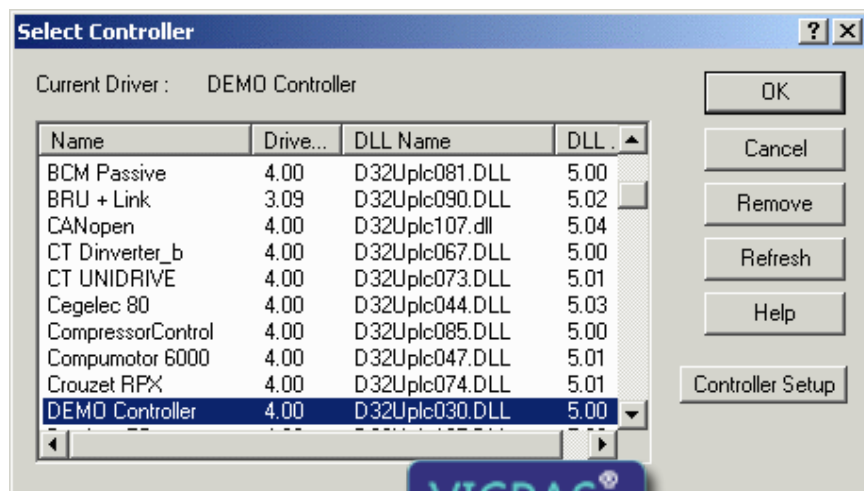 Select Controller
Current Driver : DEMO Controller
OK
Name Drive... DLL Name DLL .
Cancel
BCM Passive 4.00 D32Uplc081.DLL 5.00
BRU + Link 3.09 D32Uplc090.DLL 5.02
Remove
CANopen 4.00 D32Uplc107.dll 5.04
CT Dinverter_b 4.00 D32Uplc067.DLL 5.00
Refresh
CT UNIDRIVE 4.00 D32Uplc073.DLL 5.01
Cegelec 80 4.00 D32Uplc044.DLL 5.03
Help
CompressorControl 4.00 D32Uplc085.DLL 5.00
Compumotor 6000 4.00 D32Uplc047.DLL 5.01
Crouzet RPX 4.00 D32Uplc074.DLL 5.01
Controller Setup
DEMO Controller 4.00 D32Uplc030.DLL 5.00